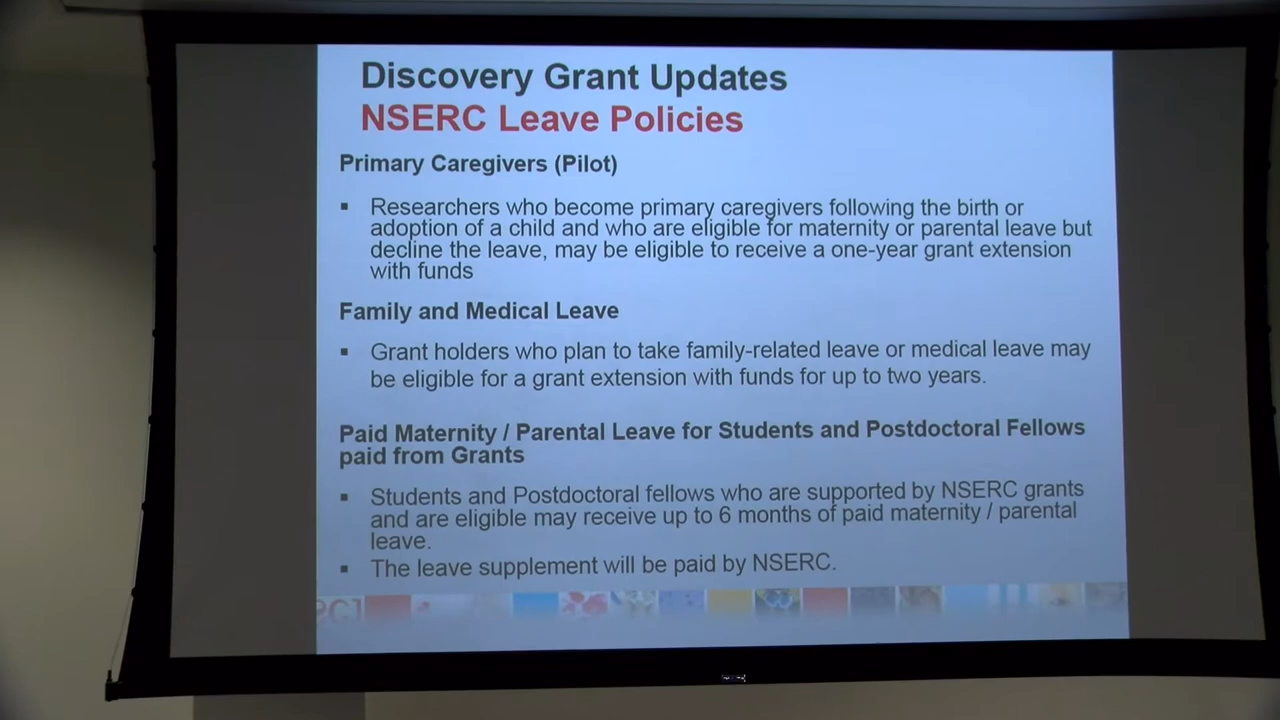 Discovery Grant Updates
NSERC Leave Policies
Primary Caregivers (Pilot)
▪ Researchers who become primary caregivers following the birth or
adoption of a child and who are eligible for maternity or parental leave but
decline the leave, may be eligible to receive a one-year grant extension
with funds
Family and Medical Leave
▪ Grant holders who plan to take family-related leave or medical leave may
be eligible for a grant extension with funds for up to two years.
Paid Maternity / Parental Leave for Students and Postdoctoral Fellows
paid from Grants
▪ Students and Postdoctoral fellows who are supported by NSERC grants
and are eligible may receive up to 6 months of paid maternity / parental
leave.
▪ The leave supplement will be paid by NSERC.